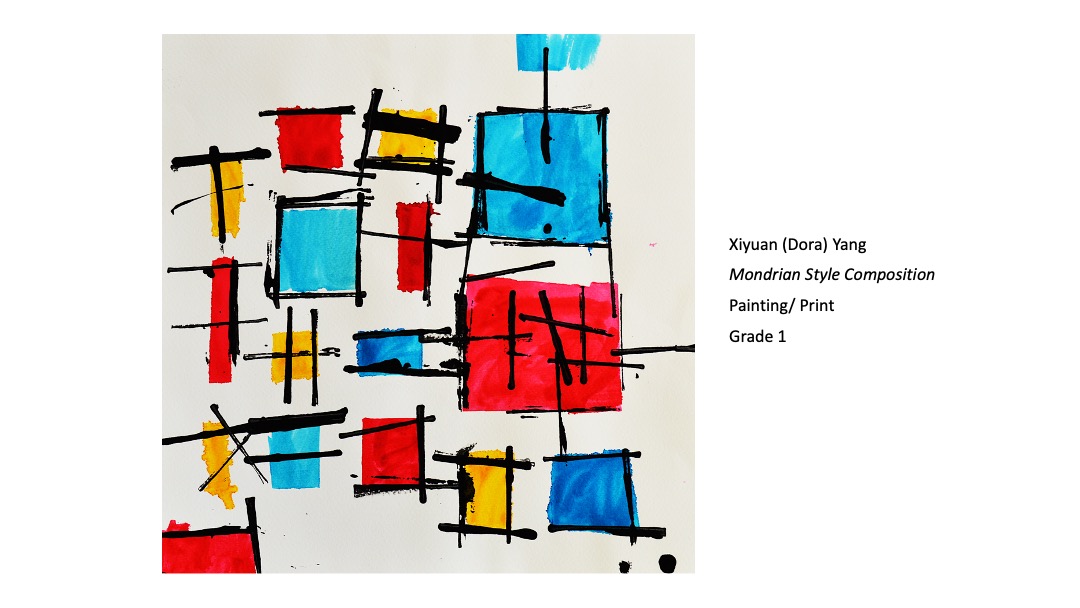 Xiyuan (Dora) Yang
Mondrian Style Composition
Painting/ Print
Grade 1